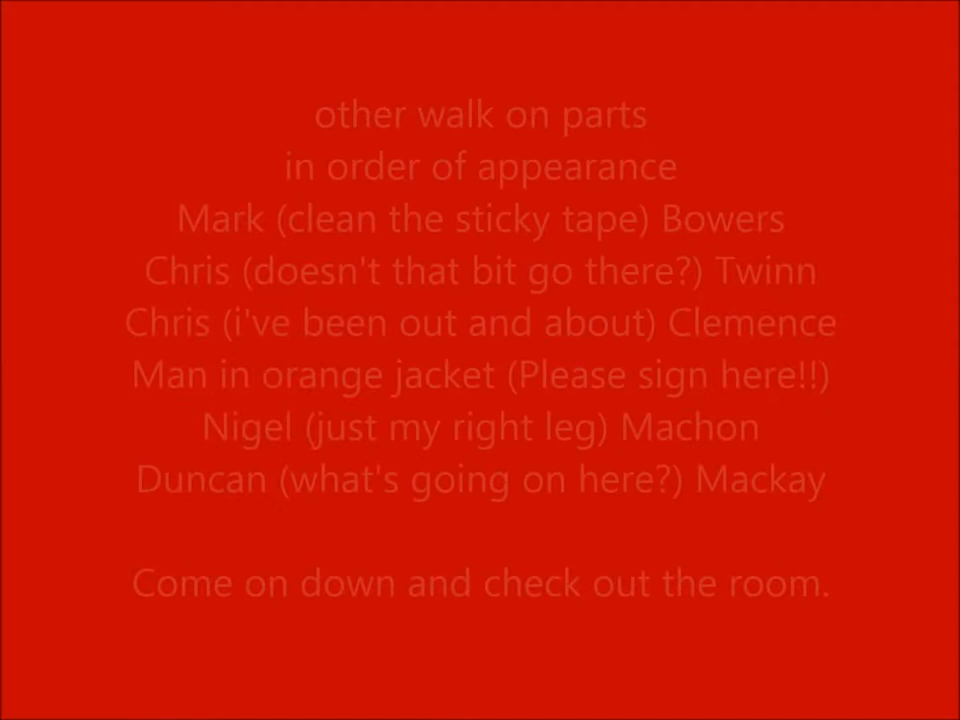 other walk on parts
in order of appearance
Mark (clean the sticky tape) Bowers
Chris (doesn't that bit go there?) Twinn
Chris (i've been out and about) Clemence
Man in orange jacket (Please sign here!!)
Nigel (just my right leg) Machon
Duncan (what's going on here?) Mackay
Come on down and check out the room.